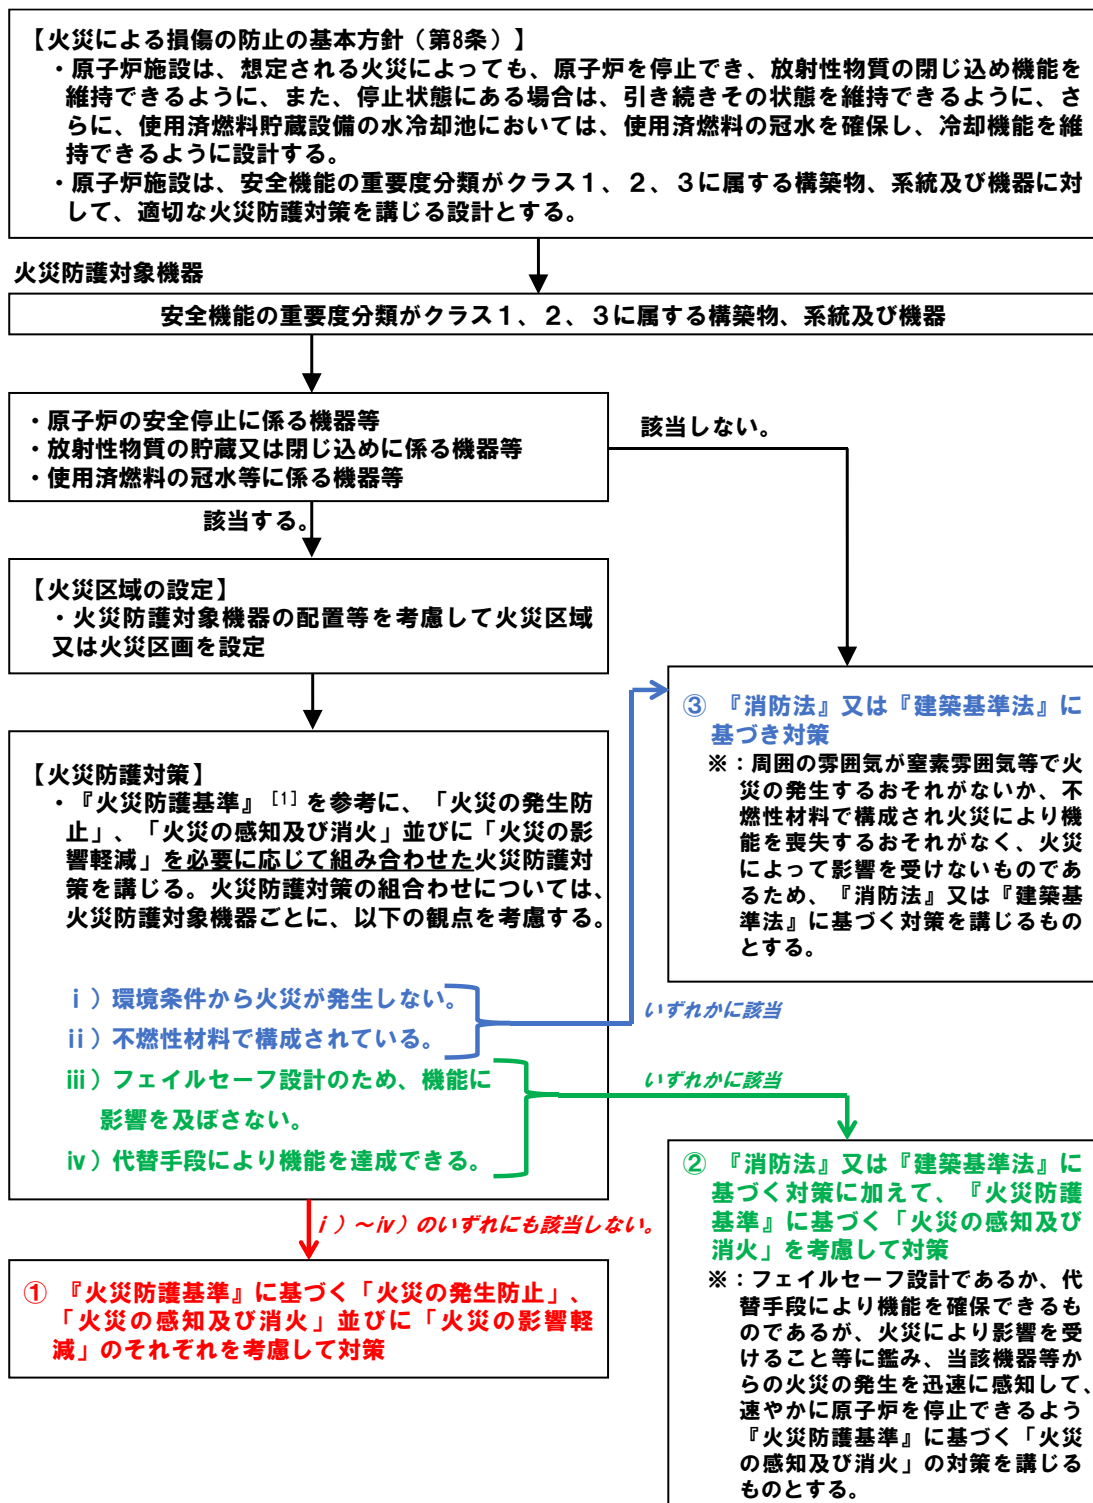 【火災による損傷の防止の基本方針（第8条）】
・原子炉施設は、想定される火災によっても、原子炉を停止でき、放射性物質の閉じ込め機能を
維持できるように、また、停止状態にある場合は、引き続きその状態を維持できるように、さ
らに、使用済燃料貯蔵設備の水冷却池においては、使用済燃料の冠水を確保し、冷却機能を維
持できるように設計する。
・原子炉施設は、安全機能の重要度分類がクラス１、２、３に属する構築物、系統及び機器に対
して、適切な火災防護対策を講じる設計とする。
火災防護対象機器
安全機能の重要度分類がクラス１、２、３に属する構築物、系統及び機器
・原子炉の安全停止に係る機器等
・放射性物質の貯蔵又は閉じ込めに係る機器等
・使用済燃料の冠水等に係る機器等
該当しない。
該当する。
【火災区域の設定】
・火災防護対象機器の配置等を考慮して火災区域
又は火災区画を設定
【火災防護対策】
・『火災防護基準』[1]を参考に、「火災の発生防
止」、「火災の感知及び消火」並びに「火災の影
響軽減」を必要に応じて組み合わせた火災防護対
策を講じる。火災防護対策の組合わせについては、
火災防護対象機器ごとに、以下の観点を考慮する。
ⅰ）環境条件から火災が発生しない。
ⅱ）不燃性材料で構成されている。
ⅲ）フェイルセーフ設計のため、機能に
影響を及ぼさない。
ⅳ）代替手段により機能を達成できる。
いずれかに該当
いずれかに該当
ⅰ）～ⅳ）のいずれにも該当しない。
① 『火災防護基準』に基づく「火災の発生防止」、
「火災の感知及び消火」並びに「火災の影響軽
減」のそれぞれを考慮して対策
③ 『消防法』又は『建築基準法』に
基づき対策
※：周囲の雰囲気が窒素雰囲気等で火
災の発生するおそれがないか、不
燃性材料で構成され火災により機
能を喪失するおそれがなく、火災
によって影響を受けないものであ
るため、『消防法』又は『建築基
準法』に基づく対策を講じるもの
とする。
② 『消防法』又は『建築基準法』に
基づく対策に加えて、『火災防護
基準』に基づく「火災の感知及び
消火」を考慮して対策
※：フェイルセーフ設計であるか、代
替手段により機能を確保できるも
のであるが、火災により影響を受
けること等に鑑み、当該機器等か
らの火災の発生を迅速に感知して、
速やかに原子炉を停止できるよう
『火災防護基準』に基づく「火災
の感知及び消火」の対策を講じる
ものとする。